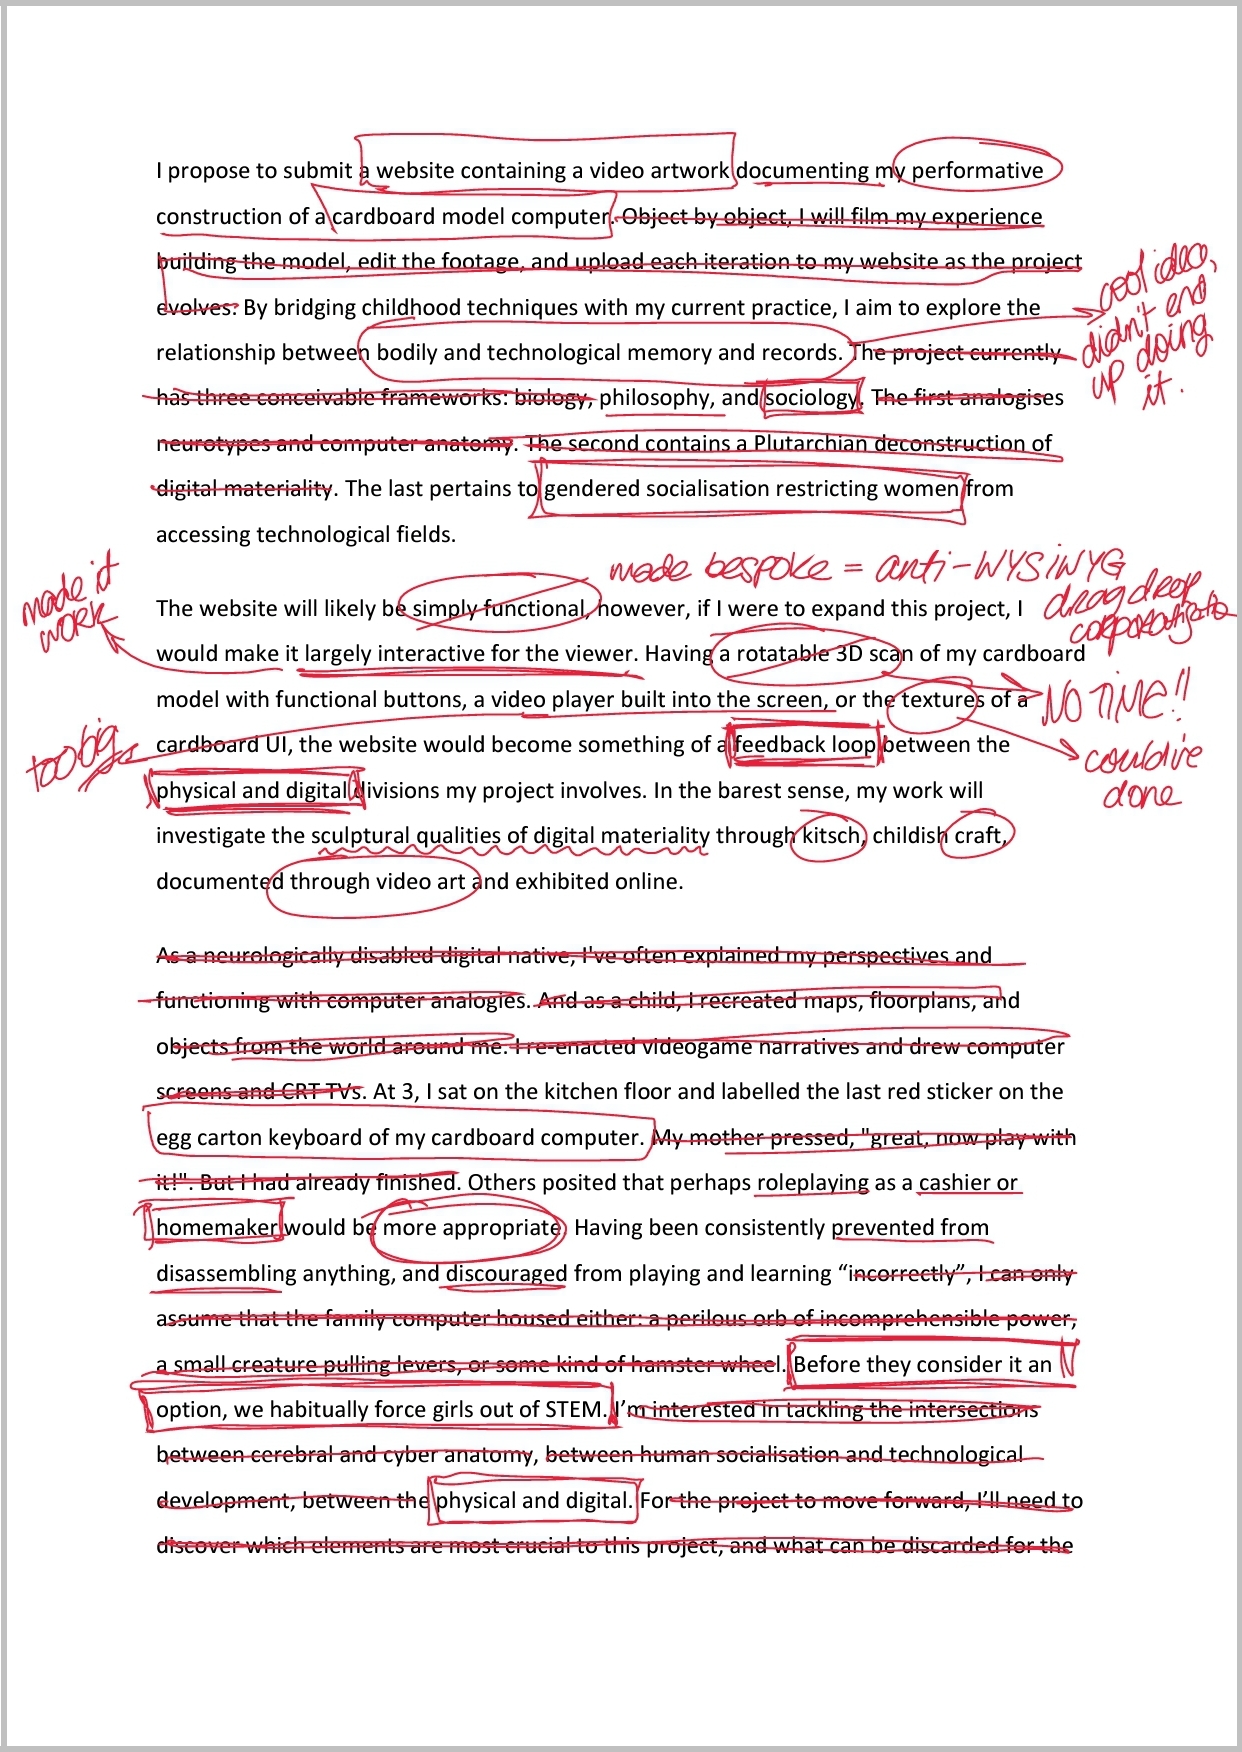 I propose to submit a website containing a video artwork documenting my performative
construction of a cardboard model computer. Object by object, I will film my experience
building the model, edit the footage, and upload each iteration to my website as the project
evolves. By bridging childhood techniques with my current practice, I aim to explore the
relationship between bodily and technological memory and records. The project currently
has three conceivable frameworks: biology, philosophy, and sociology. The first analogises
neurotypes and computer anatomy. The second contains a Plutarchian deconstruction of
digital materiality. The last pertains to gendered socialisation restricting women from
accessing technological fields.
cool idea,
didn't end
up doing
it.
made bespoke = anti-WYSIWYG
drag drop
made it
work
The website will likely be simply functional, however, if I were to expand this project, I
would make it largely interactive for the viewer. Having a rotatable 3D scan of my cardboard
model with functional buttons, a video player built into the screen, or the textures of a
cardboard UI, the website would become something of a feedback loop between the
physical and digital divisions my project involves. In the barest sense, my work will
investigate the sculptural qualities of digital materiality through kitsch, childish craft,
documented through video art and exhibited online.
NO TIME!!
too big
could've
done
As a neurologically disabled digital native, I've often explained my perspectives and
functioning with computer analogies. And as a child, I recreated maps, floorplans, and
objects from the world around me. I re-enacted videogame narratives and drew computer
screens and CRT TVs. At 3, I sat on the kitchen floor and labelled the last red sticker on the
egg carton keyboard of my cardboard computer. My mother pressed, "great, now play with
it!". But I had already finished. Others posited that perhaps roleplaying as a cashier or
homemaker would be more appropriate. Having been consistently prevented from
disassembling anything, and discouraged from playing and learning “incorrectly”, I can only
assume that the family computer housed either: a perilous orb of incomprehensible power,
a small creature pulling levers, or some kind of hamster wheel. Before they consider it an
option, we habitually force girls out of STEM. I’m interested in tackling the intersections
between cerebral and cyber anatomy, between human socialisation and technological
development, between the physical and digital. For the project to move forward, I’ll need to
discover which elements are most crucial to this project, and what can be discarded for the